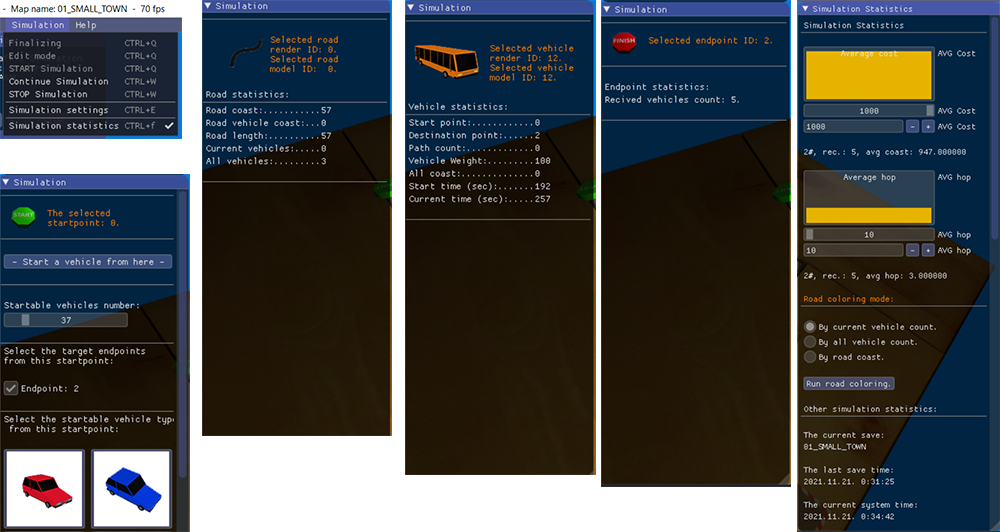 - Map name: 01_SMALL_TOWN - 70 fps
Simulation Help
Finalizing CTRL+Q
Edit mode CTRL+Q
START Simulation CTRL+Q
Continue Simulation CTRL+W
STOP Simulation CTRL+W
Simulation settings CTRL+E
Simulation statistics CTRL+f
Simulation
START
The selected
startpoint: 0.
- Start a vehicle from here -
Startable vehicles number:
37
Select the target endpoints
from this startpoint:
Endpoint: 2
Select the startable vehicle type
from this startpoint:
Simulation
Selected road
render ID: 0.
Selected road
model ID: 0.
Road statistics:
Road coast:...........57
Road vehicle coast:...0
Road length:..........57
Current vehicles:.....0
All vehicles:.........3
Simulation
Selected vehicle
render ID: 12.
Selected vehicle
model ID: 12.
Vehicle statistics:
Start point:............0
Destination point:......2
Path count:.............0
Vehicle Weight:.........100
All coast:..............0
Start time (sec):.......192
Current time (sec):.....257
Simulation
FINISH
Selected endpoint ID: 2.
Endpoint statistics:
Recived vehicles count: 5.
Simulation Statistics
Simulation Statistics
Average cost
AVG Cost
1000
AVG Cost
1000
- +
AVG Cost
2#, rec.: 5, avg coast: 947.000000
Average hop
AVG hop
10
AVG hop
10
- +
AVG hop
2#, rec.: 5, avg hop: 3.000000
Road coloring mode:
By current vehicle count.
By all vehicle count.
By road coast.
Run road coloring.
Other simulation statistics:
The current save:
01_SMALL_TOWN
The last save time:
2021.11.21. 0:31:25
The current system time:
2021.11.21. 0:34:42